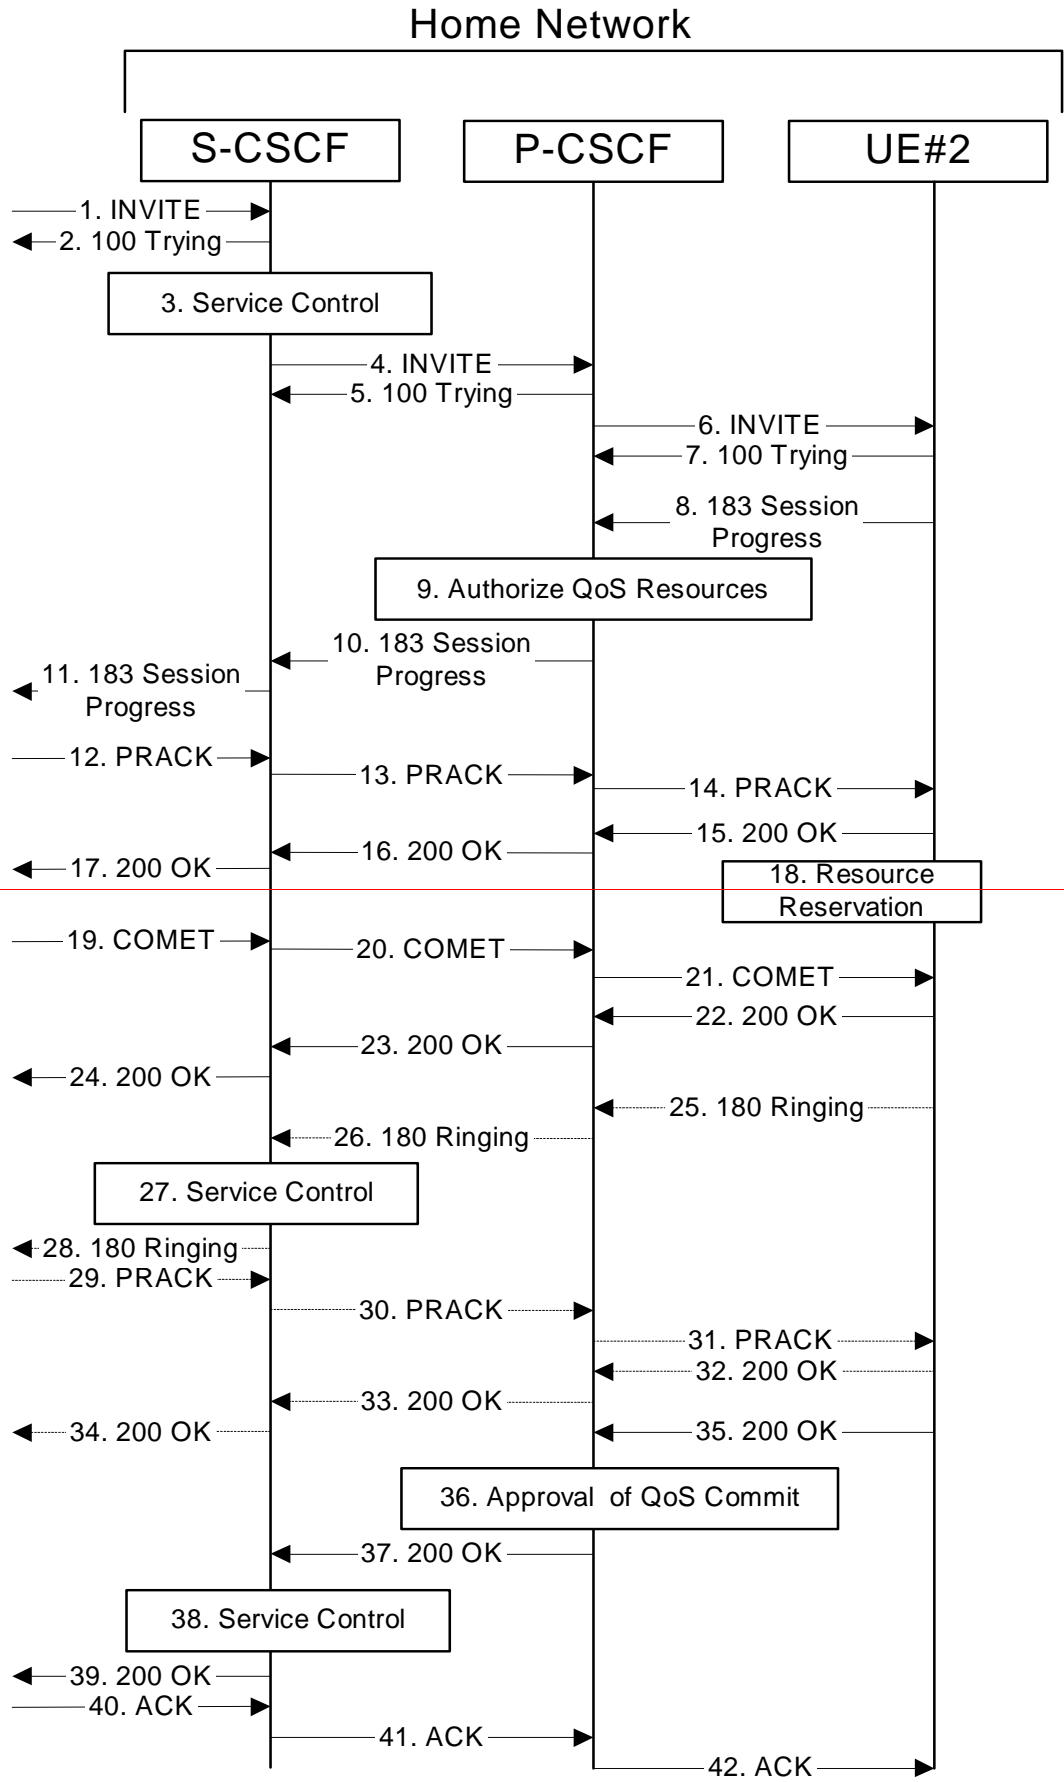 Home Network
S-CSCF
P-CSCF
UE#2
1. INVITE
2. 100 Trying
3. Service Control
4. INVITE
5. 100 Trying
6. INVITE
7. 100 Trying
8. 183 Session
Progress
9. Authorize QoS Resources
10. 183 Session
Progress
11. 183 Session
Progress
12. PRACK
13. PRACK
14. PRACK
15. 200 OK
16. 200 OK
17. 200 OK
18. Resource
Reservation
19. COMET
20. COMET
21. COMET
22. 200 OK
23. 200 OK
24. 200 OK
25. 180 Ringing
26. 180 Ringing
27. Service Control
28. 180 Ringing
29. PRACK
30. PRACK
31. PRACK
32. 200 OK
33. 200 OK
34. 200 OK
35. 200 OK
36. Approval of QoS Commit
37. 200 OK
38. Service Control
39. 200 OK
40. ACK
41. ACK
42. ACK